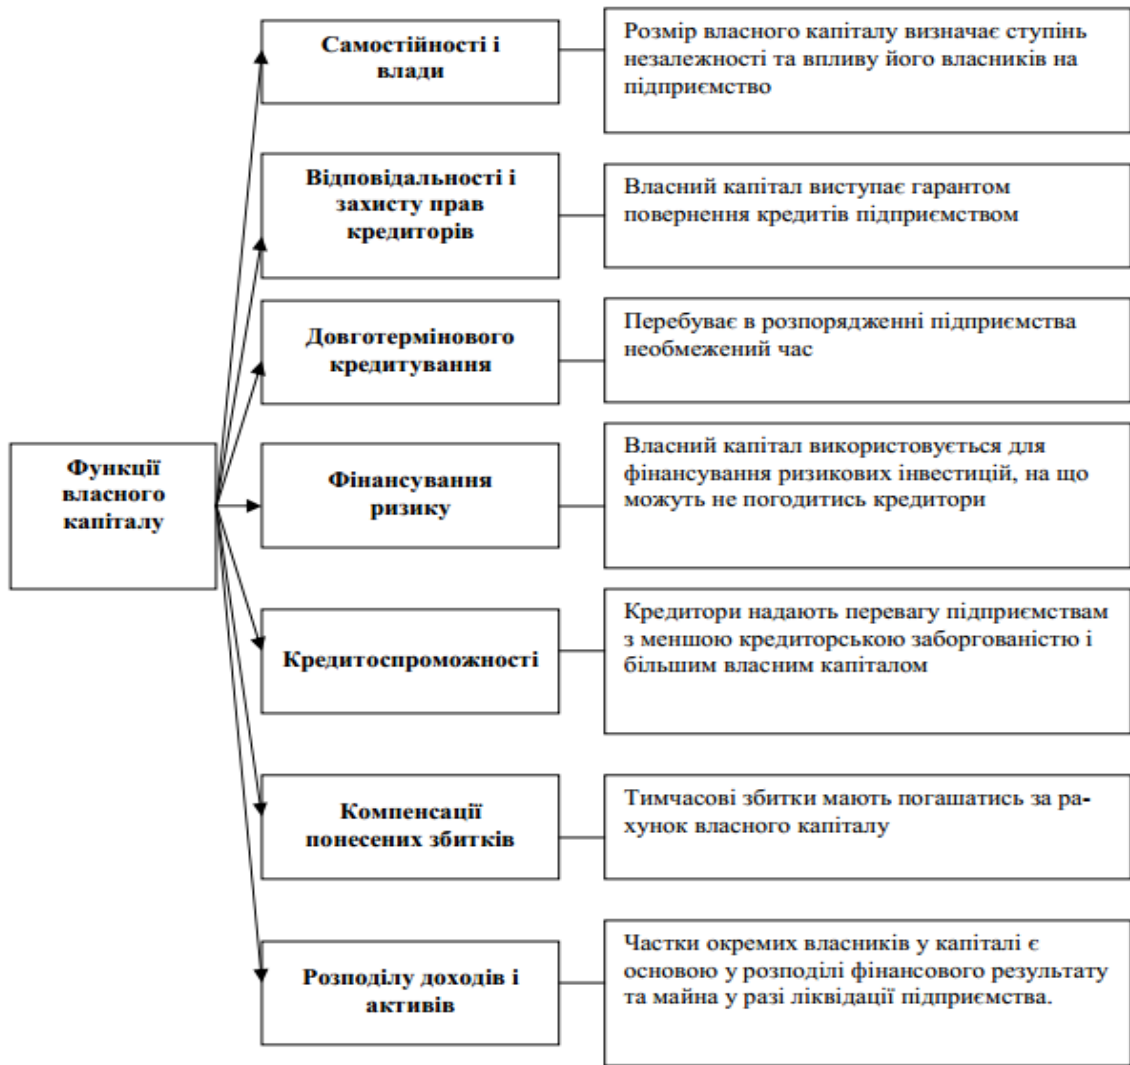 Самостійності і
влади
Розмір власного капіталу визначає ступінь
незалежності та впливу його власників на
підприємство
Відповідальності і
захисту прав
кредиторів
Власний капітал виступає гарантом
повернення кредитів підприємством
Довготермінового
кредитування
Перебуває в розпорядженні підприємства
необмежений час
Функції
власного
капіталу
Фінансування
ризику
Власний капітал використовується для
фінансування ризикових інвестицій, на що
можуть не погодитись кредитори
Кредитоспроможності
Кредитори надають перевагу підприємствам
з меншою кредиторською заборгованістю і
більшим власним капіталом
Компенсації
понесених збитків
Тимчасові збитки мають погашатись за ра-
хунок власного капіталу
Розподілу доходів і
активів
Частки окремих власників у капіталі є
основою у розподілі фінансового результату
та майна у разі ліквідації підприємства.